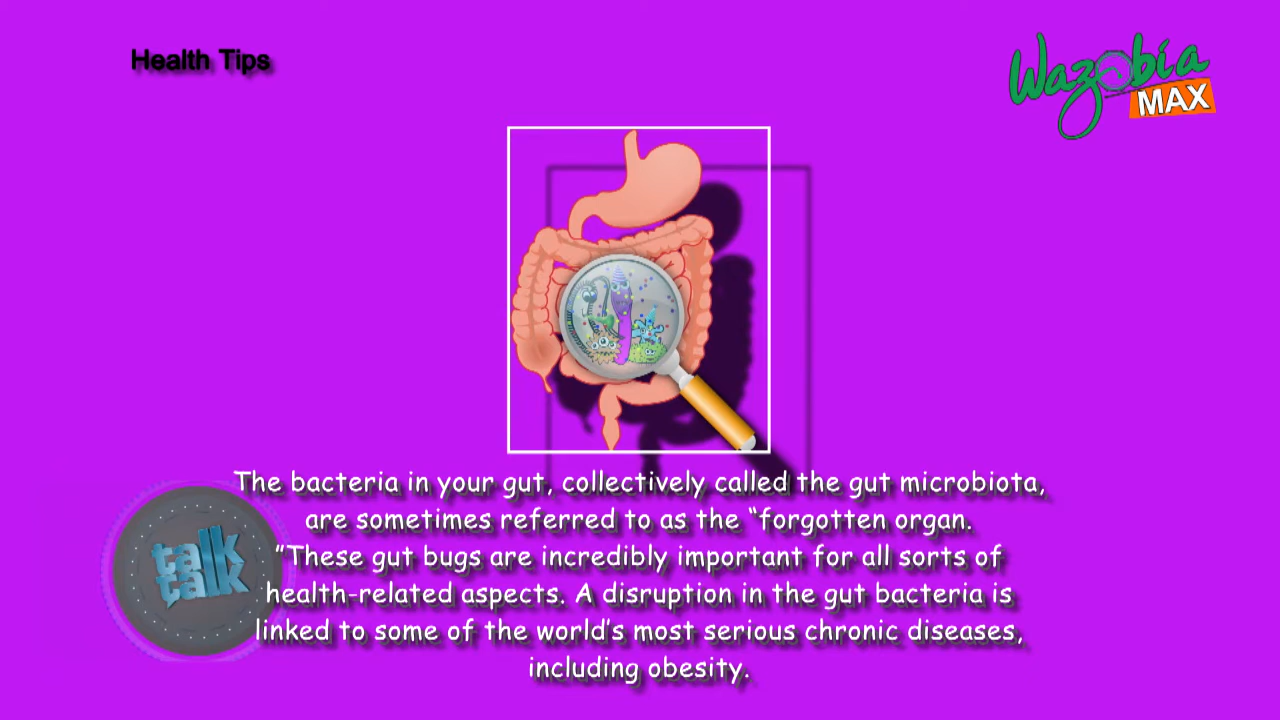 Health Tips
Wazobia
MAX
The bacteria in your gut, collectively called the gut microbiota,
are sometimes referred to as the “forgotten organ.
”These gut bugs are incredibly important for all sorts of
health-related aspects. A disruption in the gut bacteria is
linked to some of the world's most serious chronic diseases,
including obesity.
talk
talk